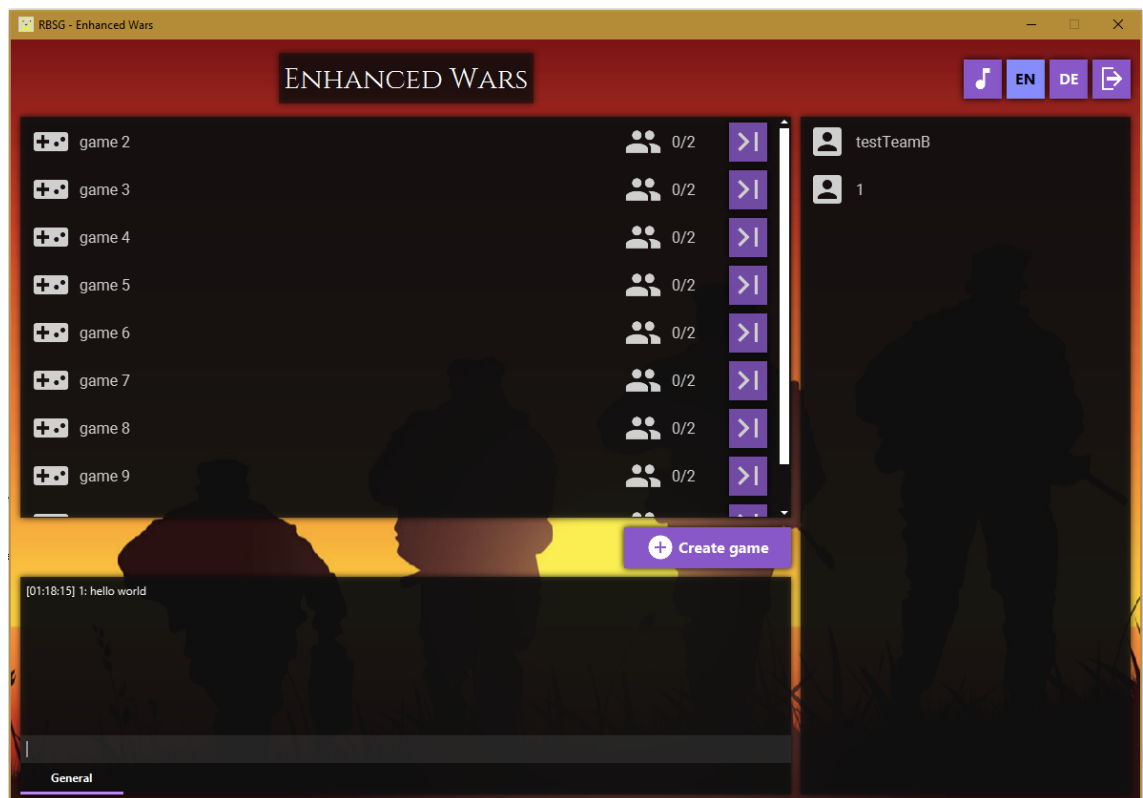 RBSG - Enhanced Wars
Enhanced Wars
EN
DE
game 2
0/2
game 3
0/2
game 4
0/2
game 5
0/2
game 6
0/2
game 7
0/2
game 8
0/2
game 9
0/2
testTeamB
1
Create game
[01:18:15] 1: hello world
General